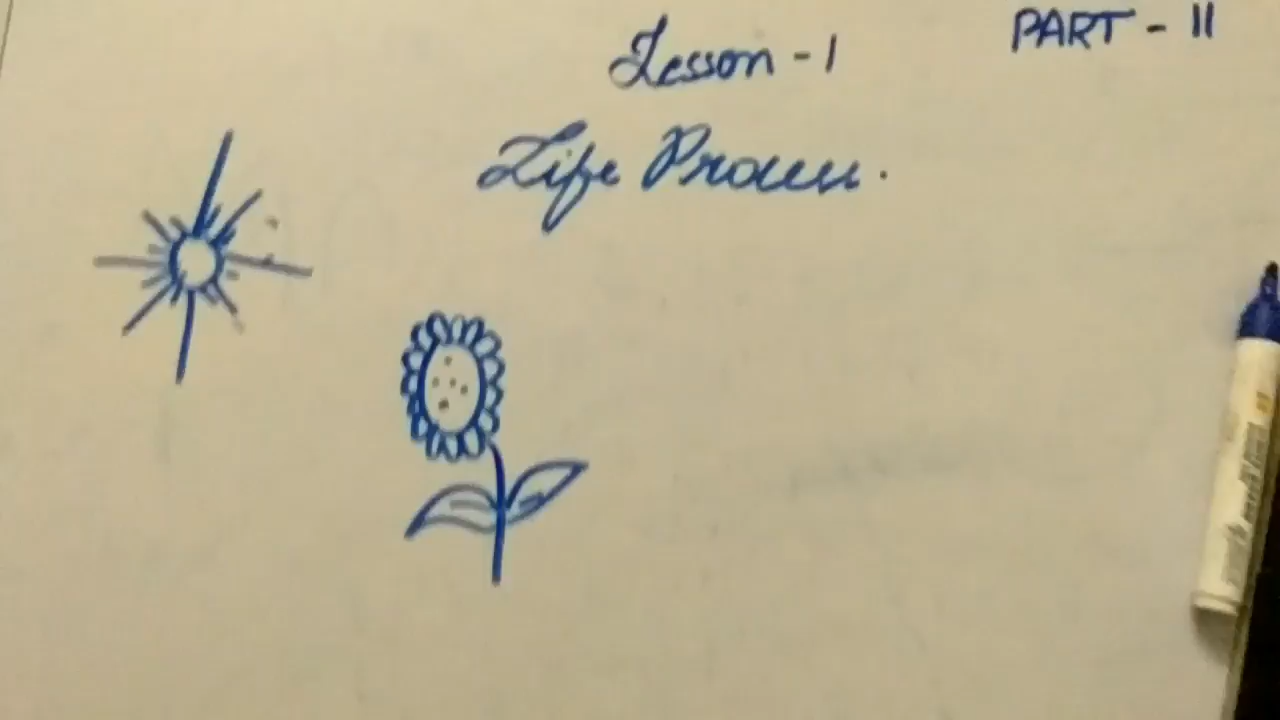 PART - II
Lesson - 1
Life Process.